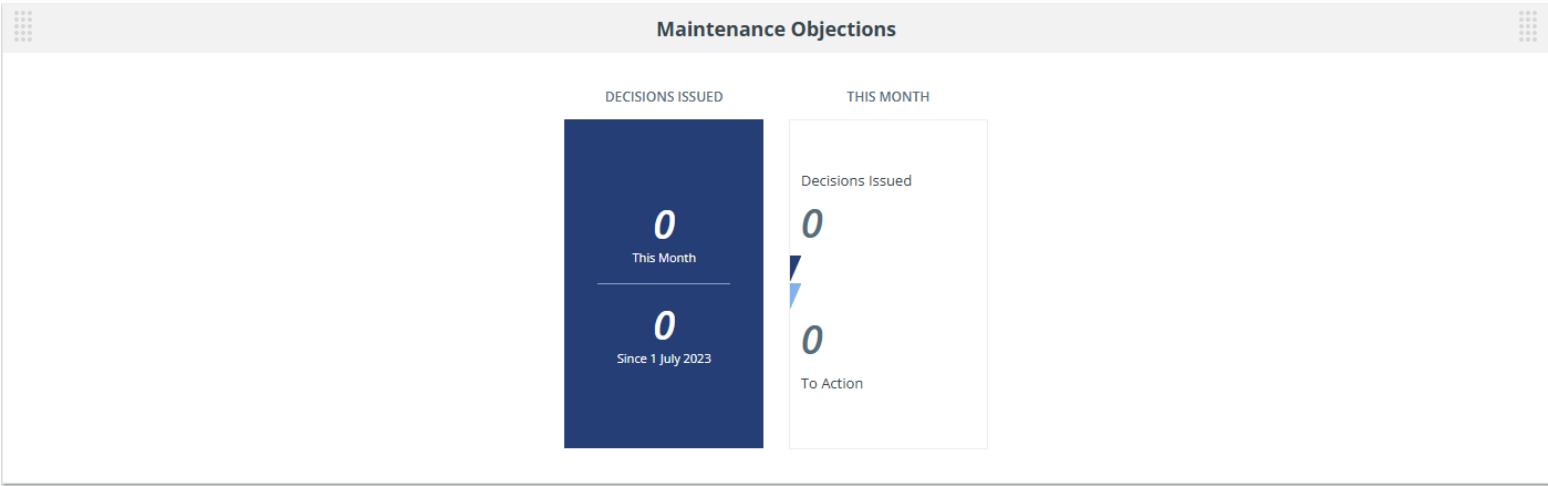 Maintenance Objections
DECISIONS ISSUED
0
This Month
0
Since 1 July 2023
THIS MONTH
Decisions Issued
0
0
To Action